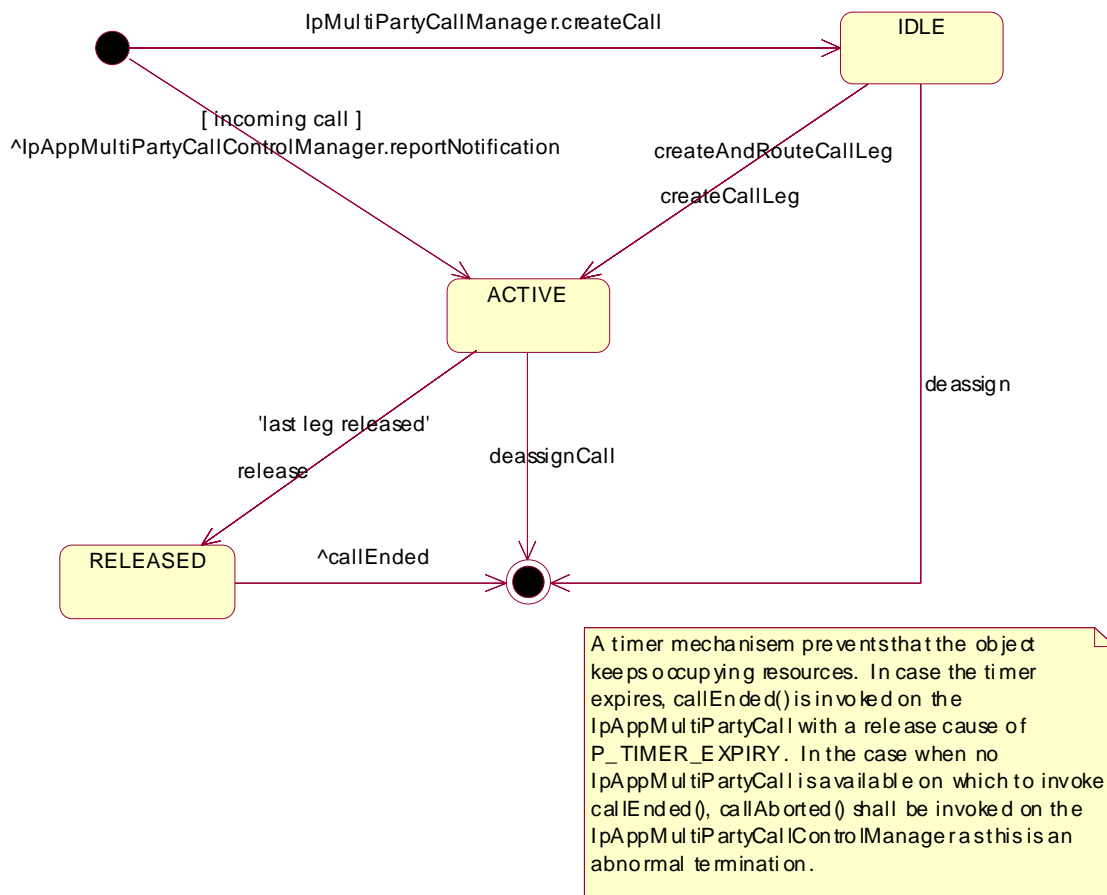 IpMultiPartyCallManager.createCall
IDLE
[ incoming call ]
^IpAppMultiPartyCallControlManager.reportNotification
createAndRouteCallLeg
createCallLeg
ACTIVE
deassign
'last leg released'
release
deassignCall
RELEASED
^callEnded
A timer mechanisem prevents that the object
keeps occupying resources. In case the timer
expires, callEnded() is invoked on the
IpAppMultiPartyCall with a release cause of
P_TIMER_EXPIRY. In the case when no
IpAppMultiPartyCall is available on which to invoke
callEnded(), callAborted() shall be invoked on the
IpAppMultiPartyCallControlManager as this is an
abnormal termination.